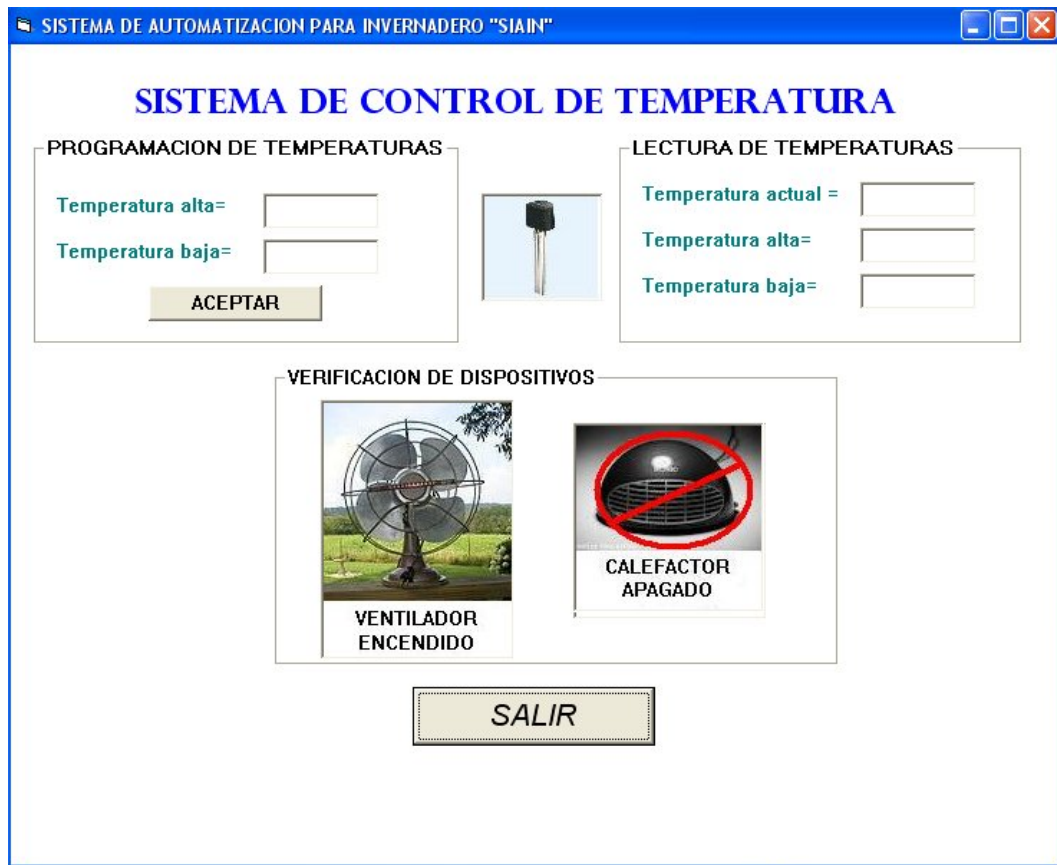 SISTEMA DE AUTOMATIZACION PARA INVERNADERO "SIAIN"
SISTEMA DE CONTROL DE TEMPERATURA
PROGRAMACION DE TEMPERATURAS
Temperatura alta=
Temperatura baja=
ACEPTAR
LECTURA DE TEMPERATURAS
Temperatura actual =
Temperatura alta=
Temperatura baja=
VERIFICACION DE DISPOSITIVOS
VENTILADOR
ENCENDIDO
CALEFACTOR
APAGADO
SALIR